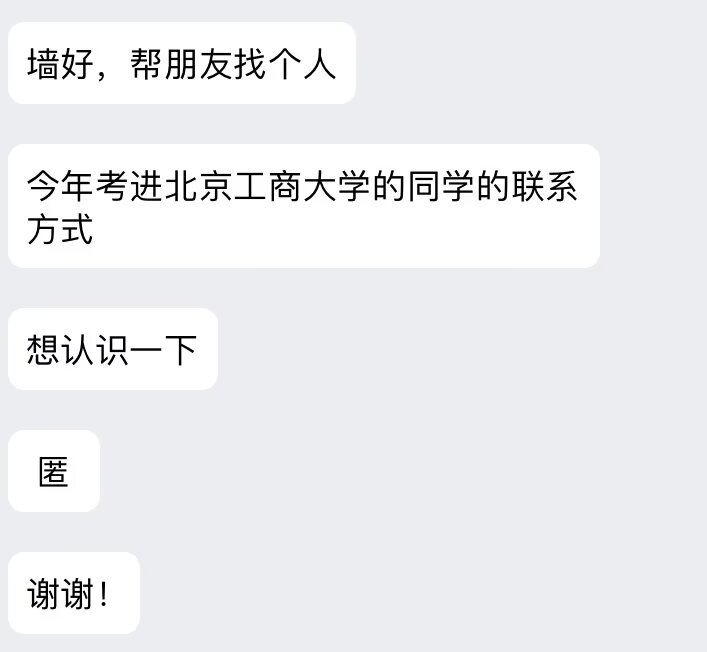 墙好，帮朋友找个人
今年考进北京工商大学的同学的联系
方式
想认识一下
匿
谢谢！